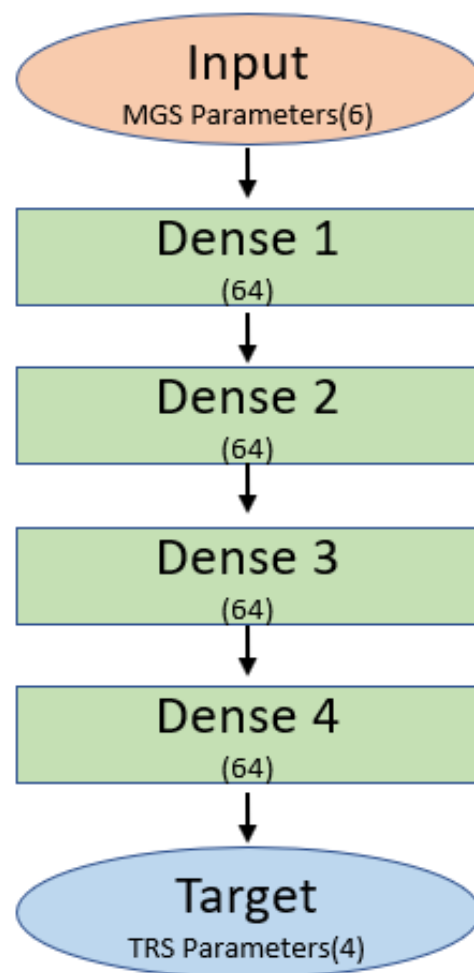 Input
MGS Parameters(6)
Dense 1
(64)
Dense 2
(64)
Dense 3
(64)
Dense 4
(64)
Target
TRS Parameters(4)